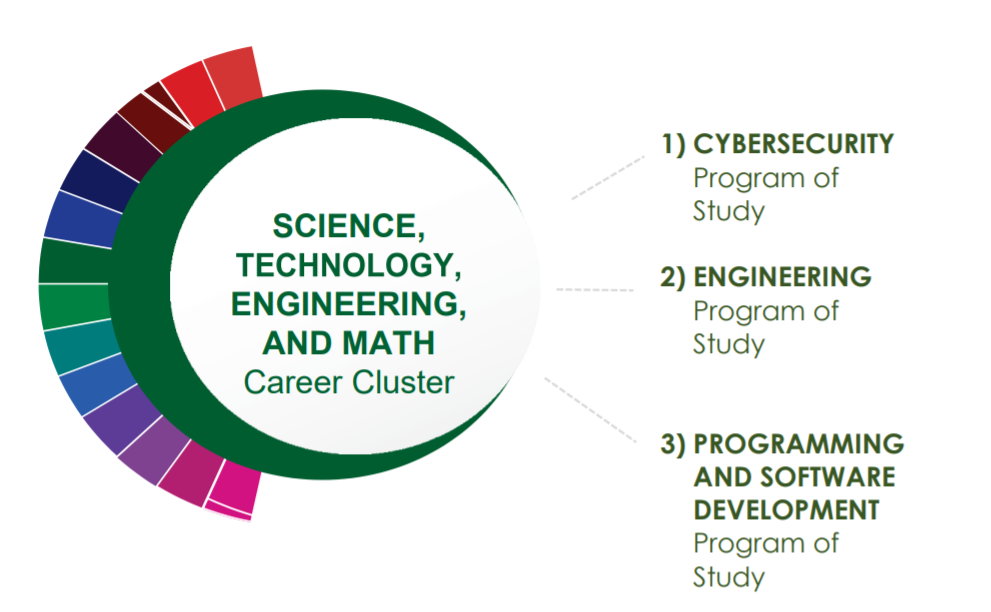 SCIENCE,
TECHNOLOGY,
ENGINEERING,
AND MATH
Career Cluster
1) CYBERSECURITY
Program of
Study
2) ENGINEERING
Program of
Study
3) PROGRAMMING
AND SOFTWARE
DEVELOPMENT
Program of
Study